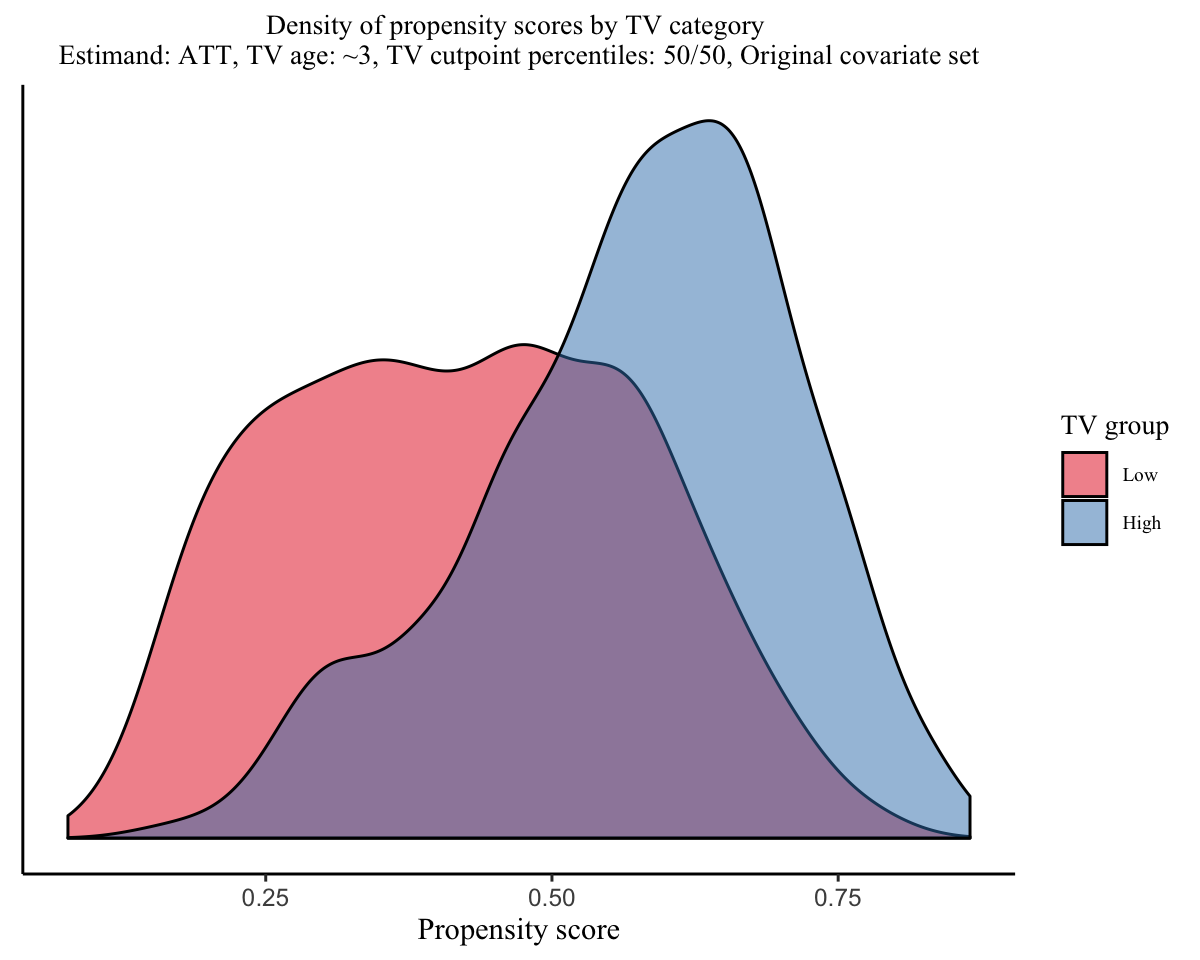 Density of propensity scores by TV category
Estimand: ATT, TV age: ~3, TV cutpoint percentiles: 50/50, Original covariate set
TV group
Low
High
0.25
0.50
0.75
Propensity score